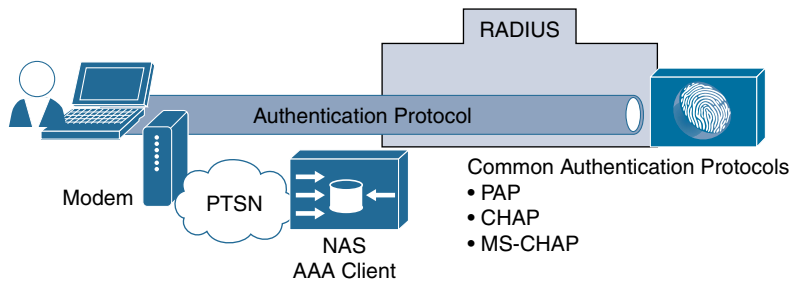 RADIUS
Authentication Protocol
Modem
PTSN
NAS
AAA Client
Common Authentication Protocols
• PAP
• CHAP
• MS-CHAP